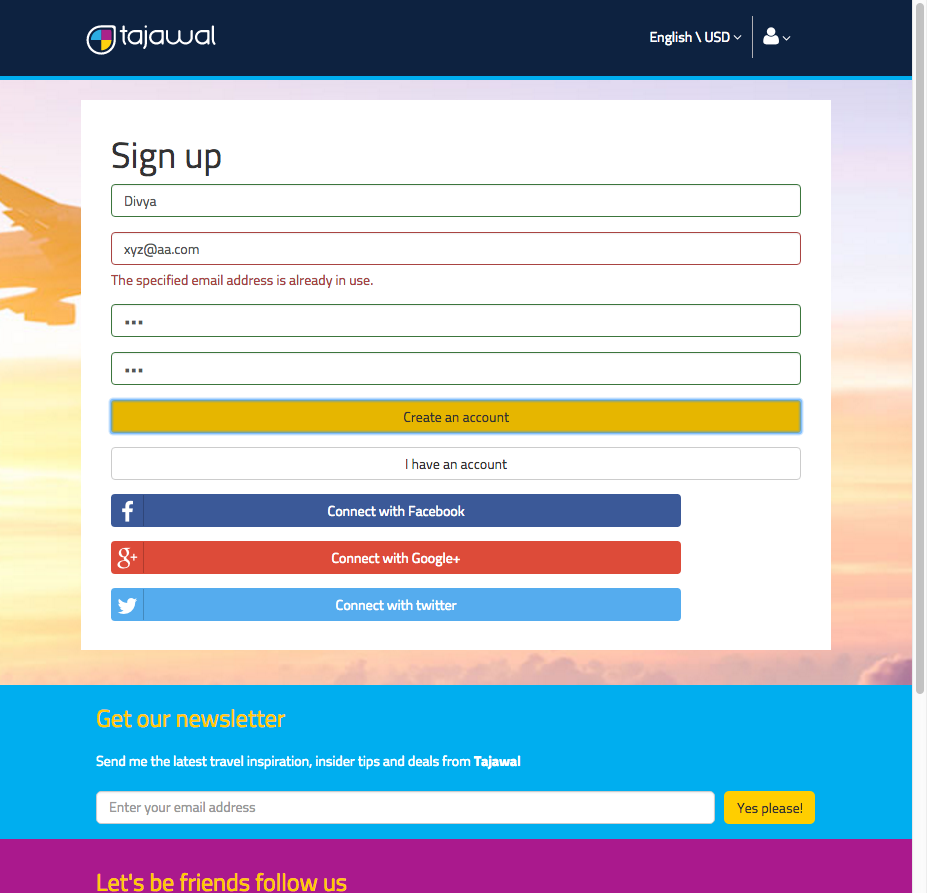 tajawal
English \ USD
Sign up
Divya
xyz@aa.com
The specified email address is already in use.
Create an account
I have an account
Connect with Facebook
g+
Connect with Google+
Connect with twitter
Get our newsletter
Send me the latest travel inspiration, insider tips and deals from Tajawal
Enter your email address
Yes please!
Let's be friends follow us